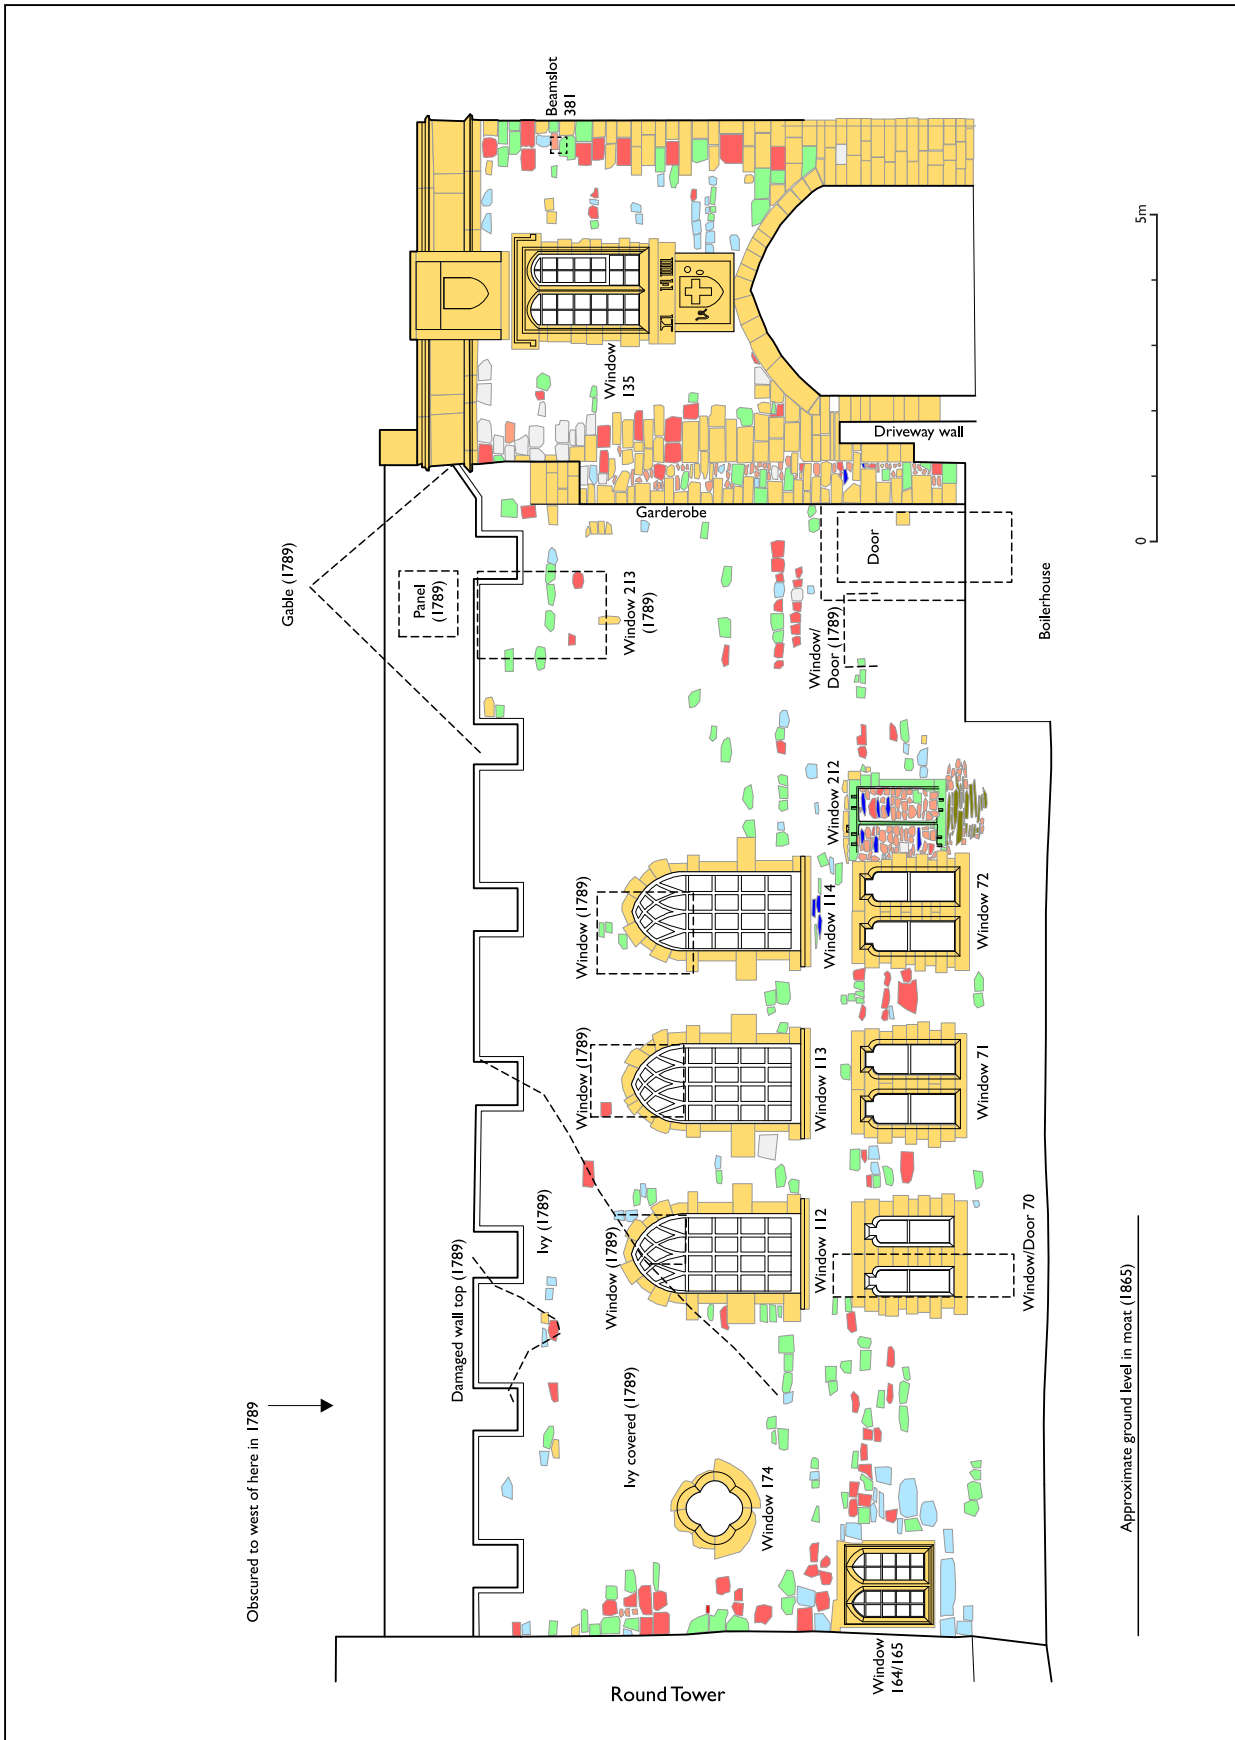 Obscured to west of here in 1789
Gable (1789)
Panel
(1789)
Damaged wall top (1789)
Ivy (1789)
Ivy covered (1789)
Window (1789)
Window (1789)
Window (1789)
Window 213
(1789)
Garderobe
Window
135
Beamslot
381
Window 174
Window 112
Window 113
Window 114
Window 212
Window/
Door (1789)
Door
Driveway wall
Window
164/165
Window/Door 70
Window 71
Window 72
Boilerhouse
Round Tower
Approximate ground level in moat (1865)
0
5m